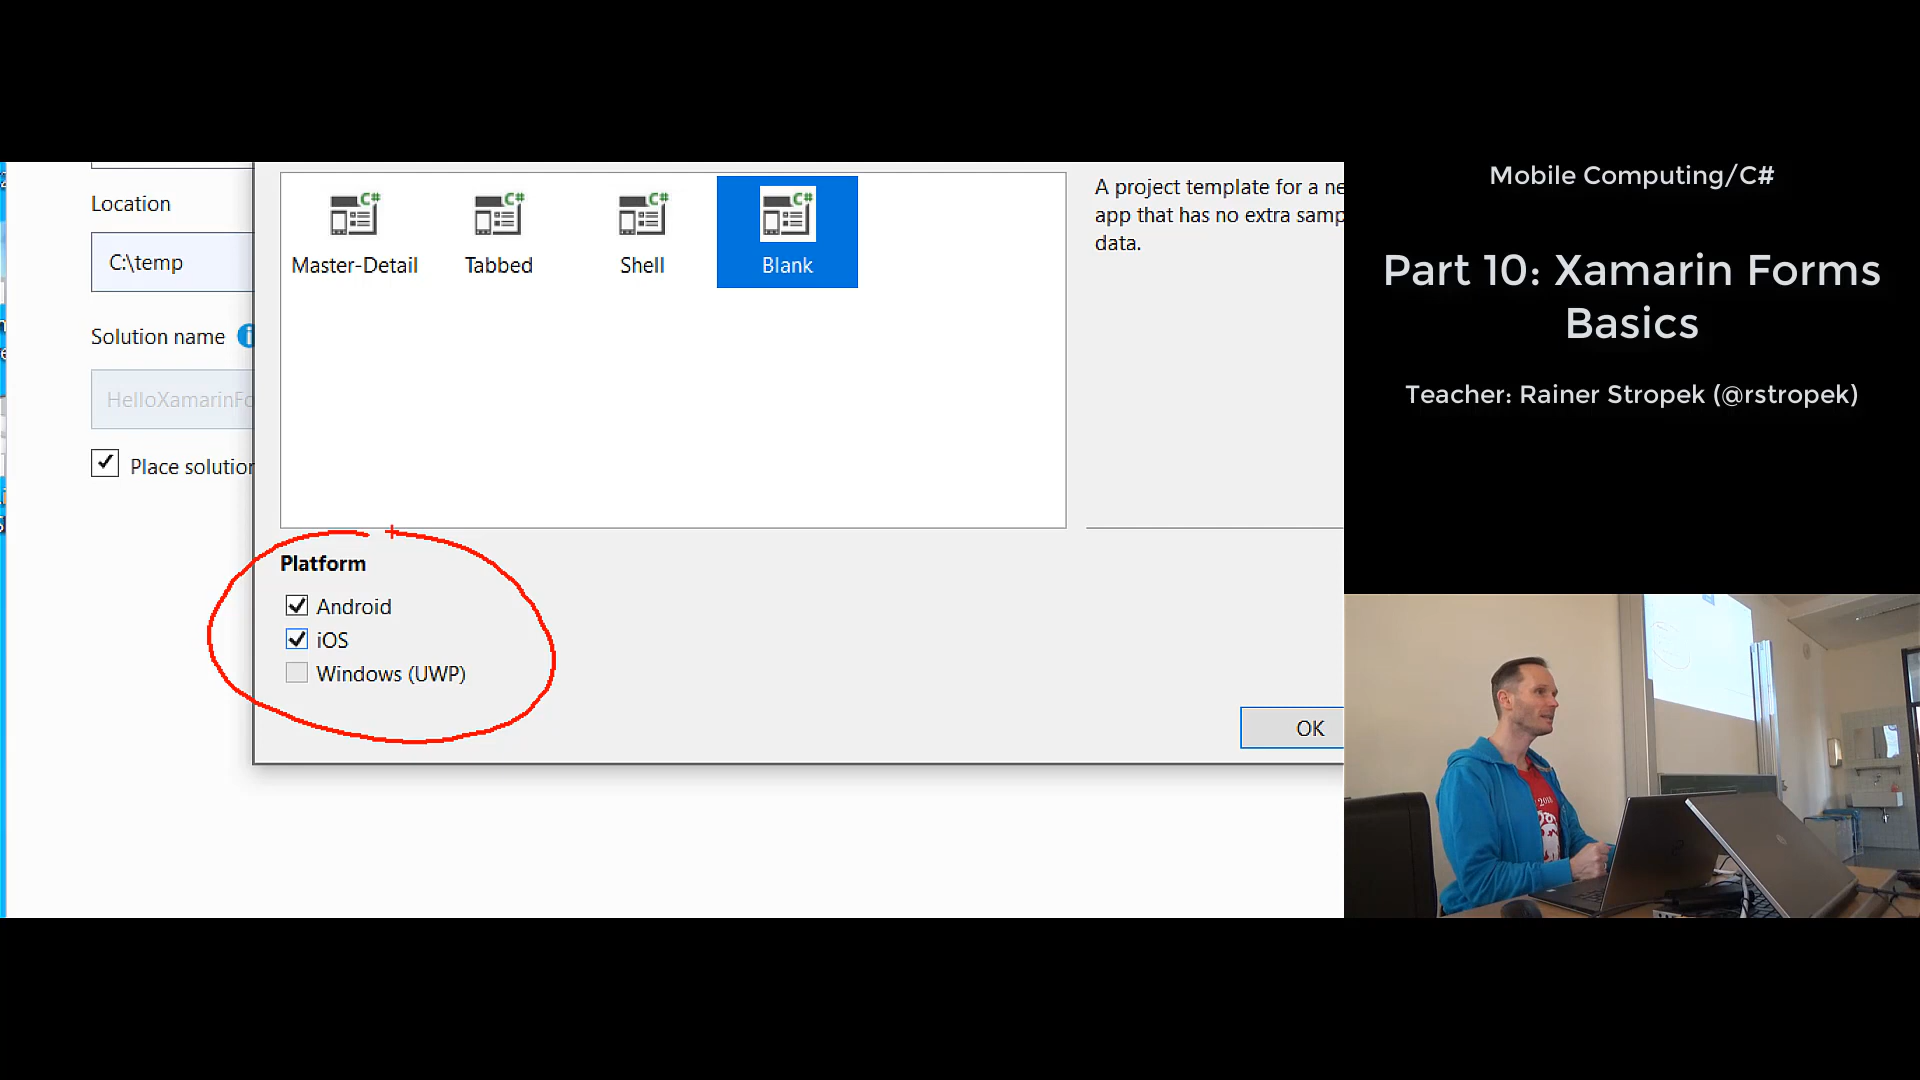 Location
C:\temp
Solution name
HelloXamarinFo
Place solution
C# C# C# C#
Master-Detail Tabbed Shell Blank
A project template for a ne
app that has no extra samp
data.
Platform
Android
iOS
Windows (UWP)
OK
Mobile Computing/C#
Part 10: Xamarin Forms
Basics
Teacher: Rainer Stropek (@rstropek)